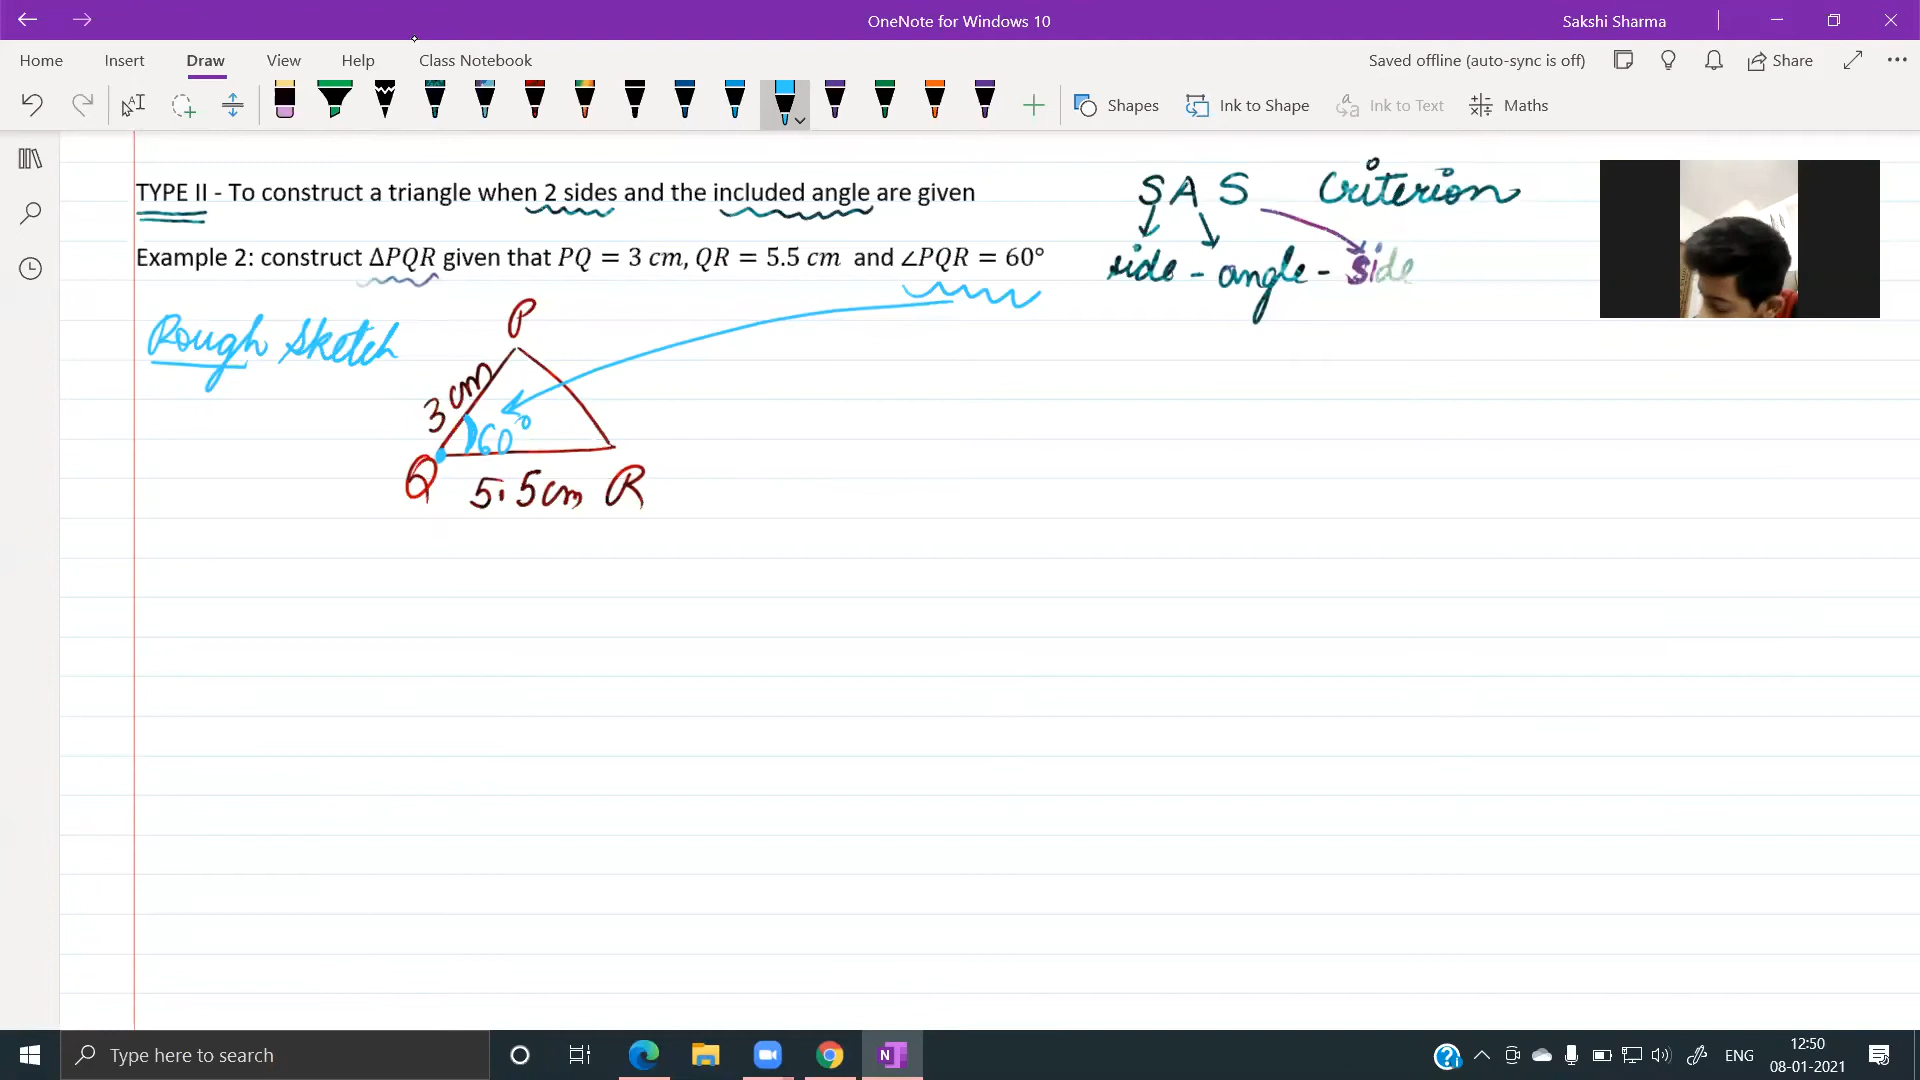 OneNote for Windows 10
Sakshi Sharma
Home Insert Draw View Help Class Notebook
Saved offline (auto-sync is off) Share
Shapes Ink to Shape Ink to Text Maths
TYPE II - To construct a triangle when 2 sides and the included angle are given
SAS Criterion
Example 2: construct ΔPQR given that PQ = 3 cm, QR = 5.5 cm and ∠PQR = 60°
side - angle - side
Rough Sketch
P
3 cm
60°
Q 5.5cm R
Type here to search
ENG
12:50
08-01-2021